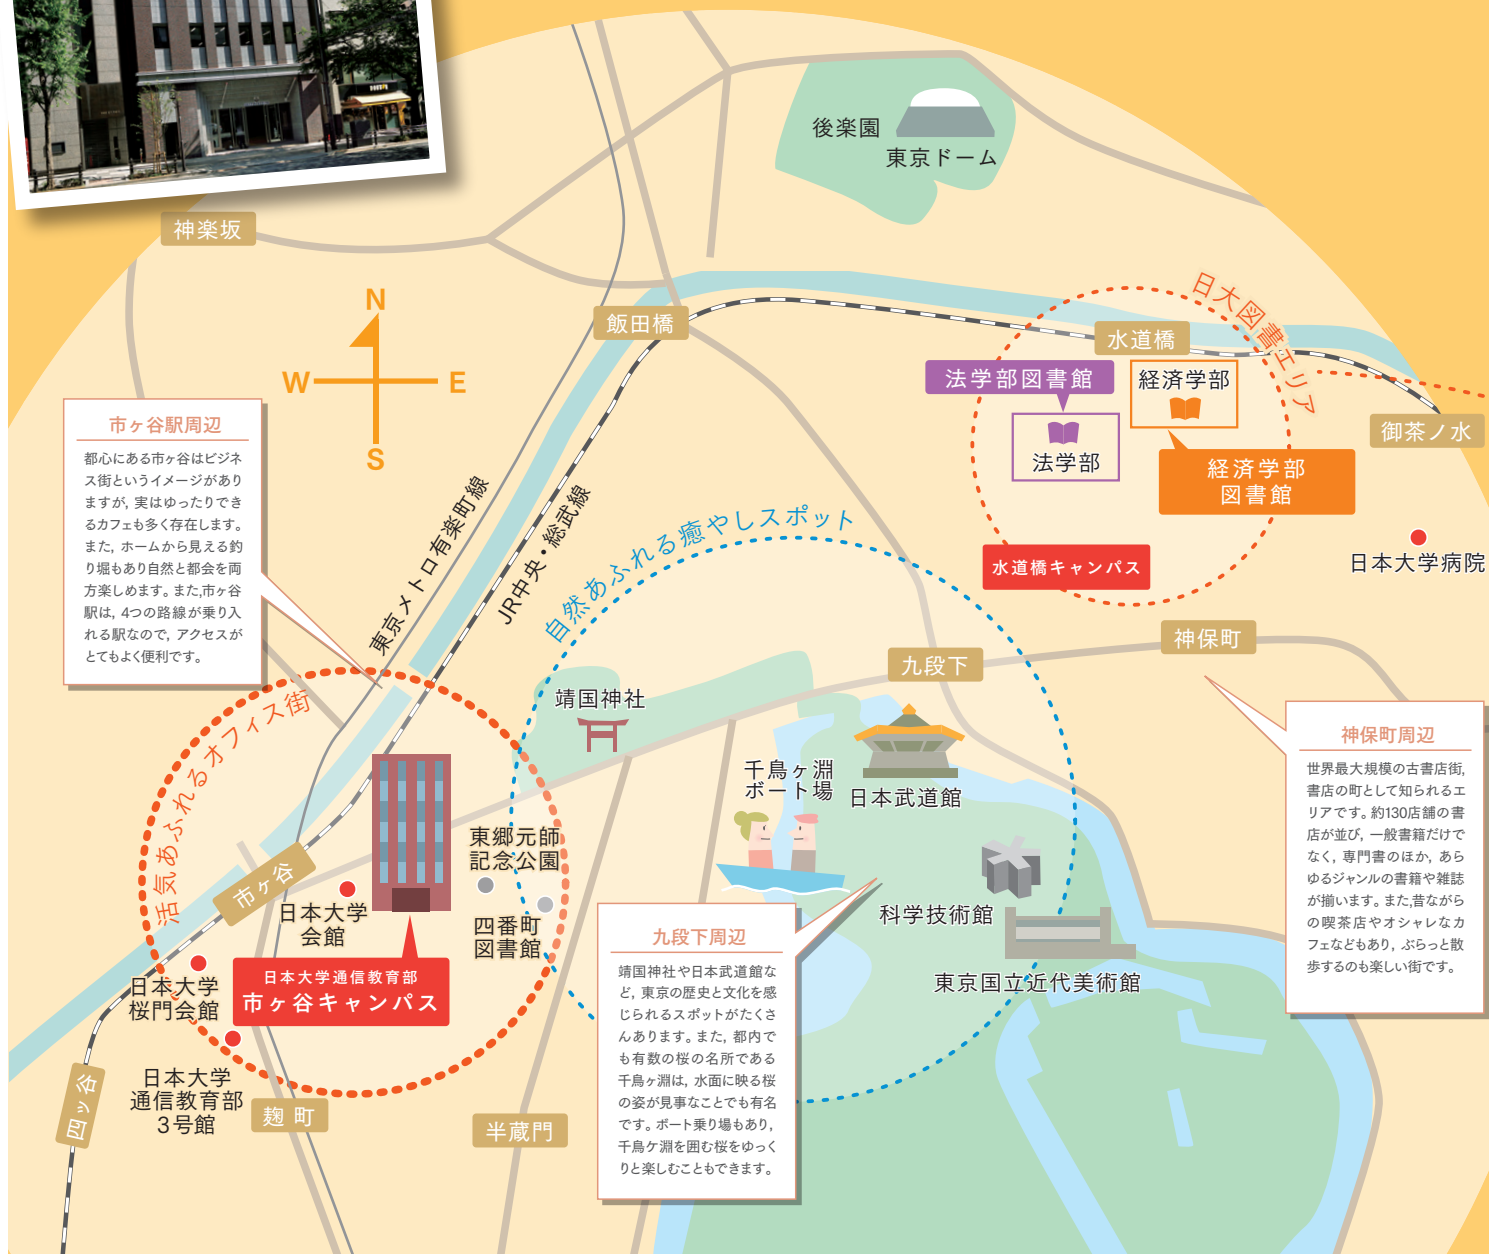 後楽園
東京ドーム
神楽坂
N
W
E
S
飯田橋
日大図書エリア
水道橋
法学部図書館
経済学部
法学部
経済学部
図書館
御茶ノ水
水道橋キャンパス
日本大学病院
市ヶ谷駅周辺
都心にある市ヶ谷はビジネ
ス街というイメージがあり
ますが,実はゆったりでき
るカフェも多く存在します。
また,ホームから見える釣
り堀もあり自然と都会を両
方楽しめます。また,市ヶ谷
駅は,4つの路線が乗り入
れる駅なので,アクセスが
とてもよく便利です。
東京メトロ有楽町線
JR中央・総武線
自然あふれる癒やしスポット
神保町
九段下
靖国神社
活気あふれるオフィス街
千鳥ヶ淵
ボート場
日本武道館
神保町周辺
世界最大規模の古書店街,
書店の町として知られるエ
リアです。約130店舗の書
店が並び,一般書籍だけで
なく,専門書のほか,あら
ゆるジャンルの書籍や雑誌
が揃います。また,昔ながら
の喫茶店やオシャレなカ
フェなどもあり,ぶらっと散
歩するのも楽しい街です。
東郷元師
記念公園
市ヶ谷
日本大学
会館
四番町
図書館
科学技術館
東京国立近代美術館
日本大学
桜門会館
日本大学通信教育部
市ヶ谷キャンパス
九段下周辺
靖国神社や日本武道館な
ど,東京の歴史と文化を感
じられるスポットがたくさ
んあります。また,都内で
も有数の桜の名所である
千鳥ヶ淵は,水面に映る桜
の姿が見事なことでも有名
です。ボート乗り場もあり,
千鳥ケ淵を囲む桜をゆっく
りと楽しむこともできます。
日本大学
通信教育部
3号館
四ッ谷
麹町
半蔵門